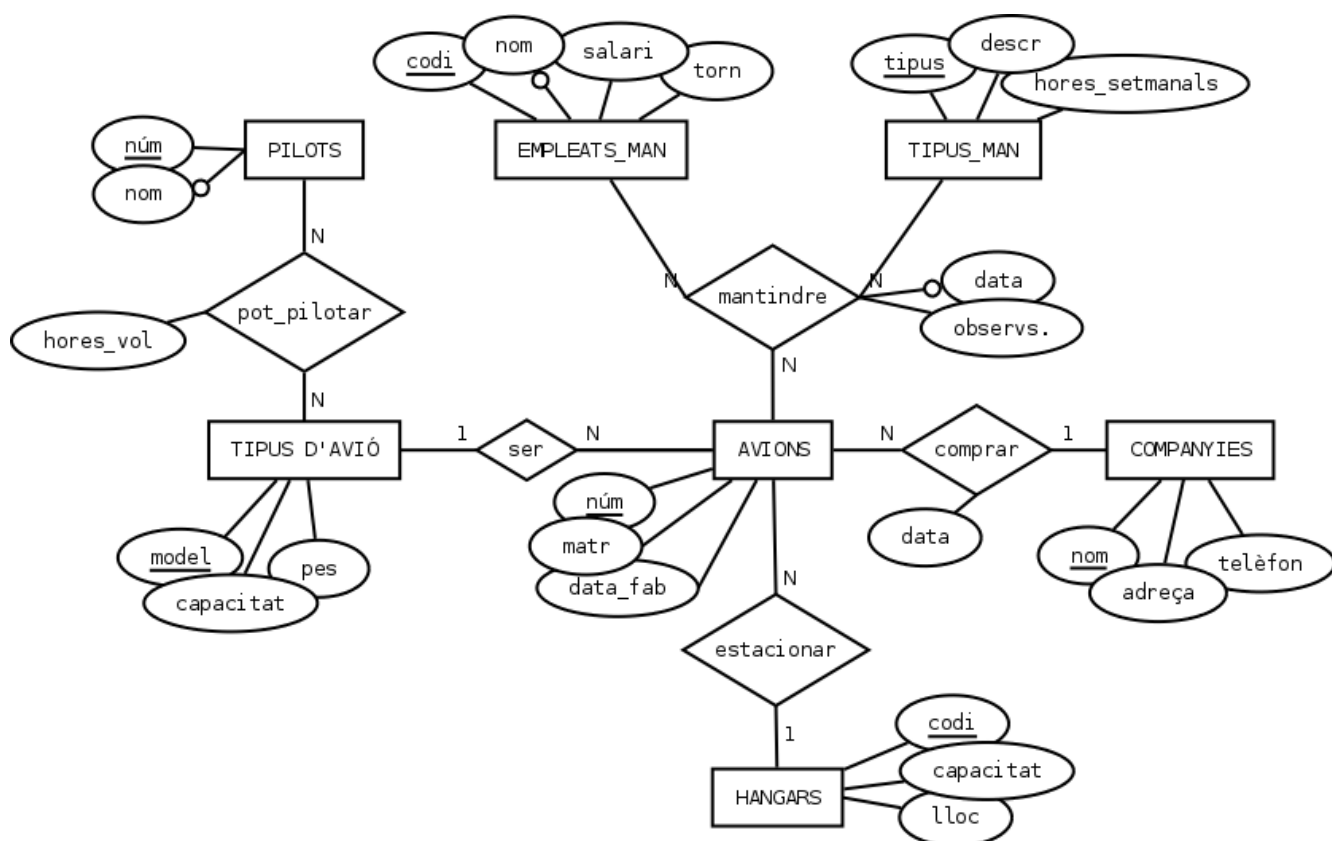 codi
nom
salari
torn
tipus
descr
hores_setmanals
núm
nom
PILOTS
EMPLEATS_MAN
TIPUS_MAN
N
N
N
pot_pilotar
mantindre
data
observs.
hores_vol
N
N
TIPUS D'AVIÓ
1
ser
N
AVIONS
N
comprar
1
COMPANYIES
núm
matr
data_fab
data
model
capacitat
pes
nom
adreça
telèfon
N
estacionar
1
HANGARS
codi
capacitat
lloc